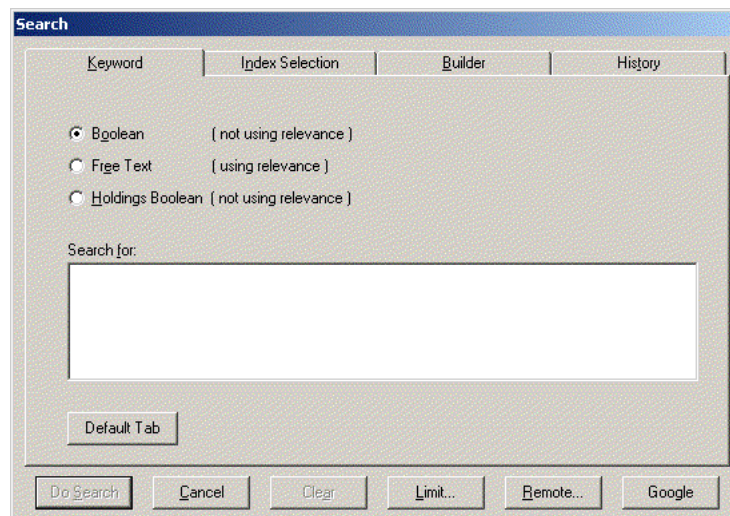 Search
Keyword Index Selection Builder History
Boolean ( not using relevance )
Free Text ( using relevance )
Holdings Boolean ( not using relevance )
Search for:
Default Tab
Do Search Cancel Clear Limit... Remote... Google